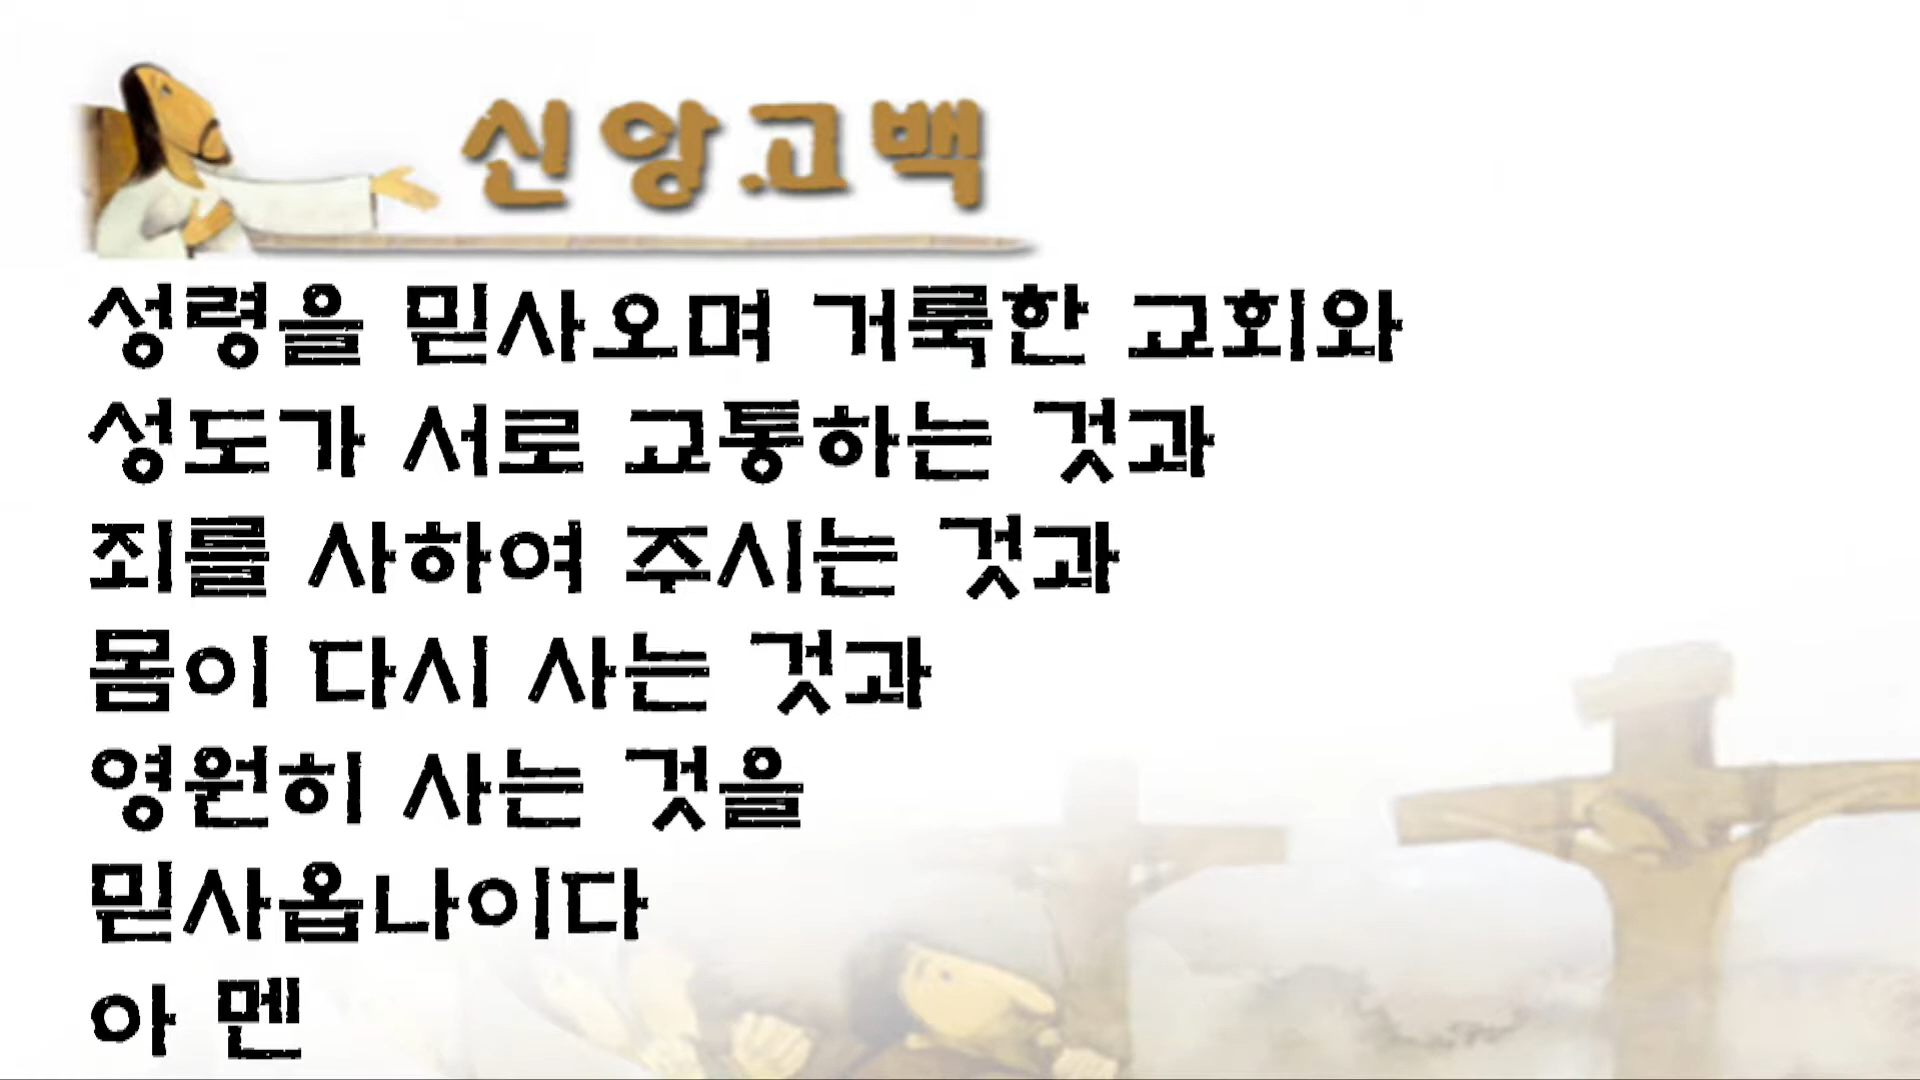 신앙고백
성령을 믿사오며 거룩한 교회와
성도가 서로 교통하는 것과
죄를 사하여 주시는 것과
몸이 다시 사는 것과
영원히 사는 것을
믿사옵나이다
아 멘